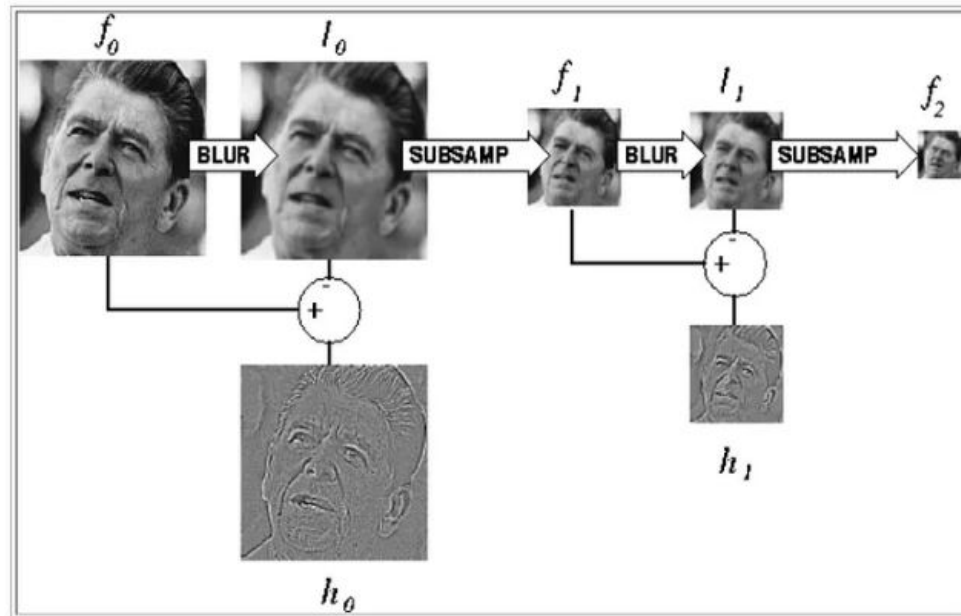 f₀ l₀ f₁ l₁ f₂
BLUR SUBSAMP BLUR SUBSAMP
-
+
-
+
h₁
h₀